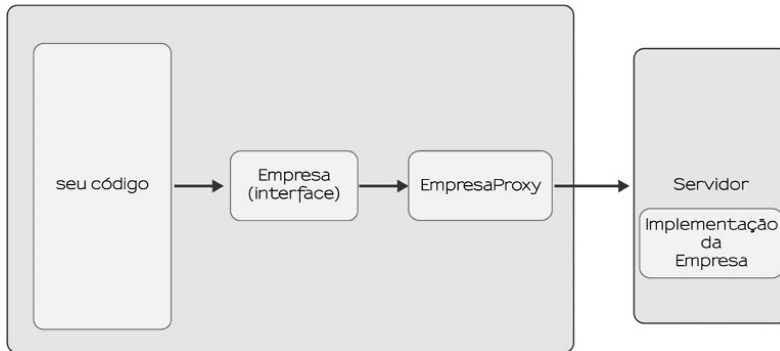 seu código
Empresa
(interface)
EmpresaProxy
Servidor
Implementação
da
Empresa